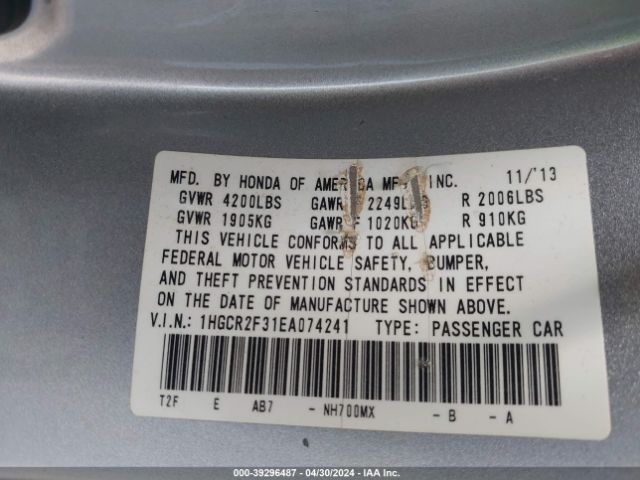 MFD. BY HONDA OF AMERICA MFG. INC. 11/'13
GVWR 4200LBS GAWR F 2249LBS R 2006LBS
GVWR 1905KG GAWR F 1020KG R 910KG
THIS VEHICLE CONFORMS TO ALL APPLICABLE
FEDERAL MOTOR VEHICLE SAFETY, BUMPER,
AND THEFT PREVENTION STANDARDS IN EFFECT
ON THE DATE OF MANUFACTURE SHOWN ABOVE.
V.I.N.: 1HGCR2F31EA074241 TYPE: PASSENGER CAR
T2F E AB7 - NH700MX - B - A
000-39296487 - 04/30/2024 - IAA Inc.